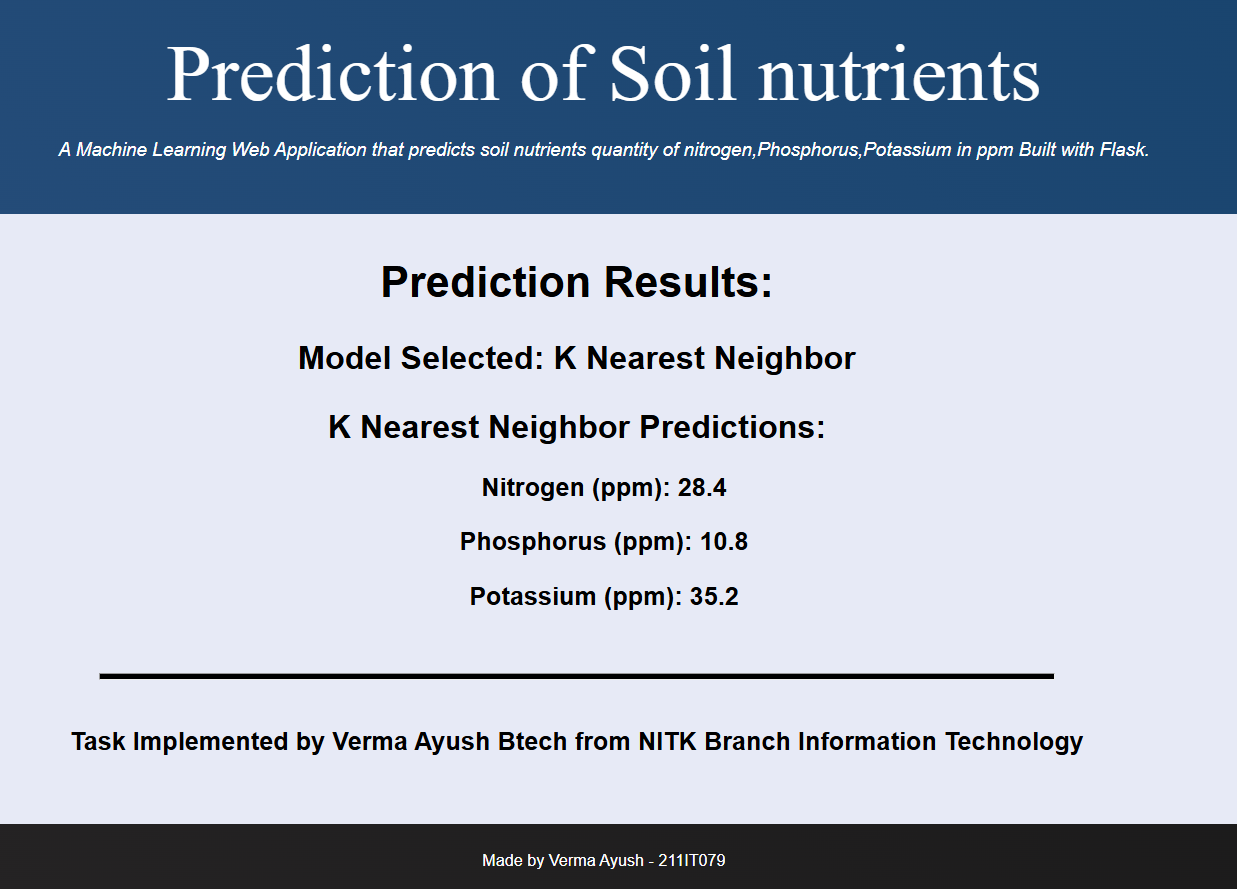 Prediction of Soil nutrients
A Machine Learning Web Application that predicts soil nutrients quantity of nitrogen,Phosphorus,Potassium in ppm Built with Flask.
Prediction Results:
Model Selected: K Nearest Neighbor
K Nearest Neighbor Predictions:
Nitrogen (ppm): 28.4
Phosphorus (ppm): 10.8
Potassium (ppm): 35.2
Task Implemented by Verma Ayush Btech from NITK Branch Information Technology
Made by Verma Ayush - 211IT079